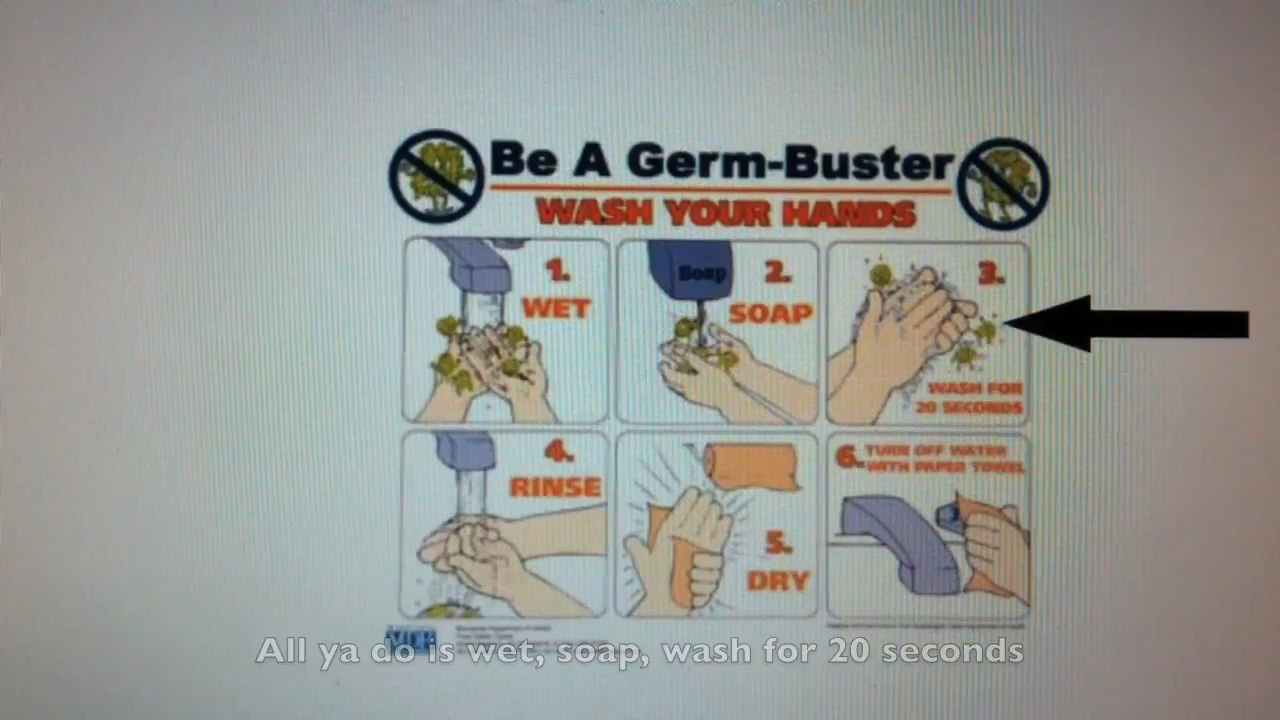 Be A Germ-Buster
WASH YOUR HANDS
1.
WET
Soap
2.
SOAP
3.
WASH FOR
20 SECONDS
4.
RINSE
5.
DRY
6. TURN OFF WATER
WITH PAPER TOWEL
All ya do is wet, soap, wash for 20 seconds